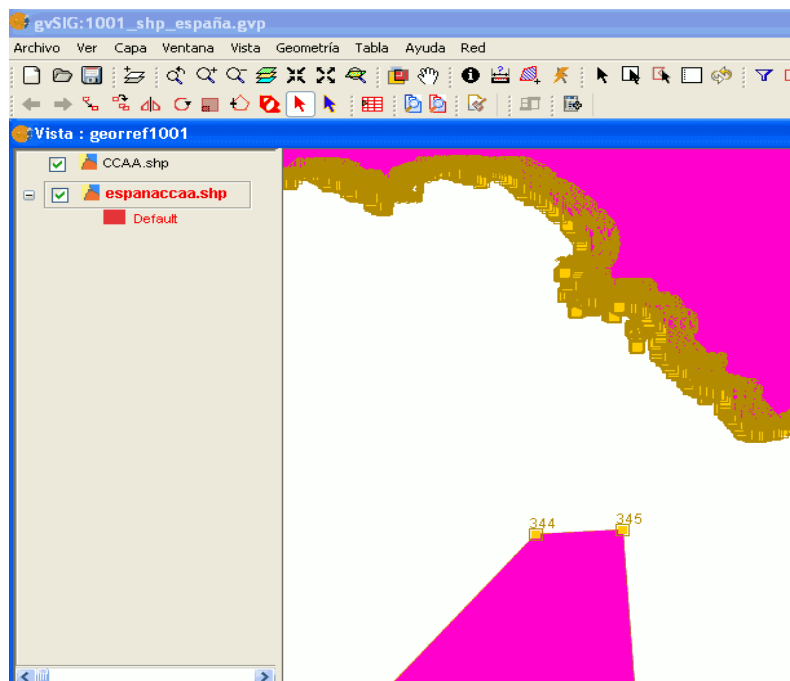 gvSIG:1001_shp_españa.gvp
Archivo Ver Capa Ventana Vista Geometría Tabla Ayuda Red
Vista : georref1001
CCAA.shp
espanaccaa.shp
Default
344
345